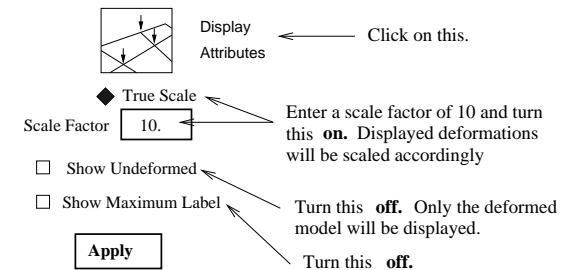 Display
Attributes
Click on this.
True Scale
Scale Factor
10.
Enter a scale factor of 10 and turn
this on. Displayed deformations
will be scaled accordingly
Show Undeformed
Show Maximum Label
Turn this off. Only the deformed
model will be displayed.
Apply
Turn this off.